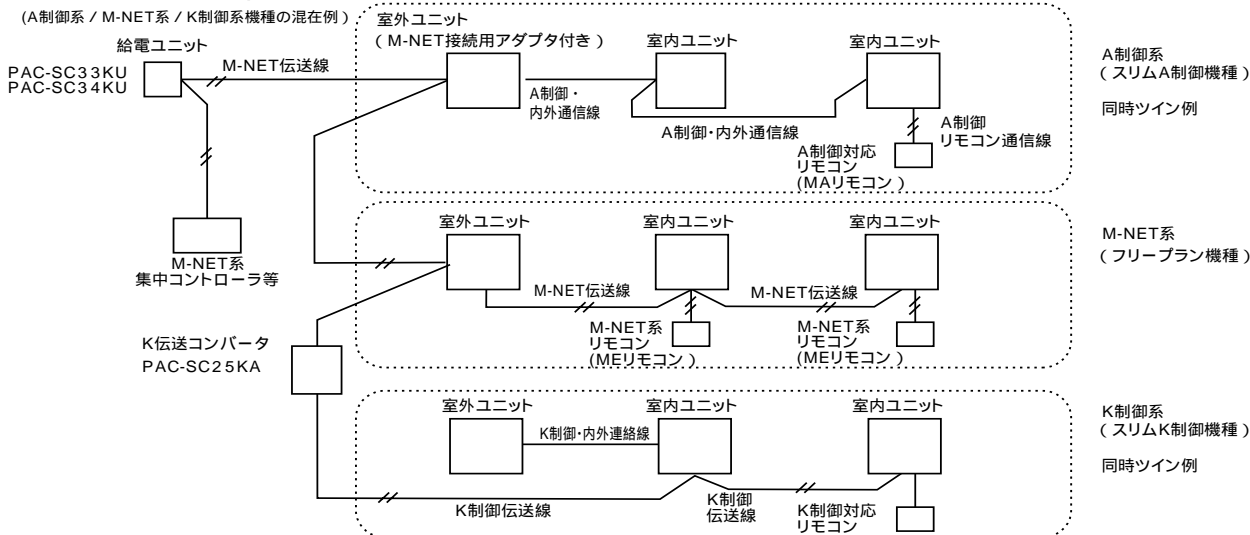 (A制御系 / M-NET系 / K制御系機種の混在例)
給電ユニット
PAC-SC33KU
PAC-SC34KU
M-NET伝送線
M-NET系
集中コントローラ等
K伝送コンバータ
PAC-SC25KA
室外ユニット
(M-NET接続用アダプタ付き)
室内ユニット
室内ユニット
A制御・
内外通信線
A制御・内外通信線
A制御
リモコン通信線
A制御対応
リモコン
(MAリモコン)
A制御系
(スリムA制御機種)
同時ツイン例
室外ユニット
室内ユニット
室内ユニット
M-NET伝送線
M-NET伝送線
M-NET系
リモコン
(MEリモコン)
M-NET系
リモコン
(MEリモコン)
M-NET系
(フリープラン機種)
室外ユニット
室内ユニット
室内ユニット
K制御・内外連絡線
K制御伝送線
K制御
伝送線
K制御対応
リモコン
K制御系
(スリムK制御機種)
同時ツイン例